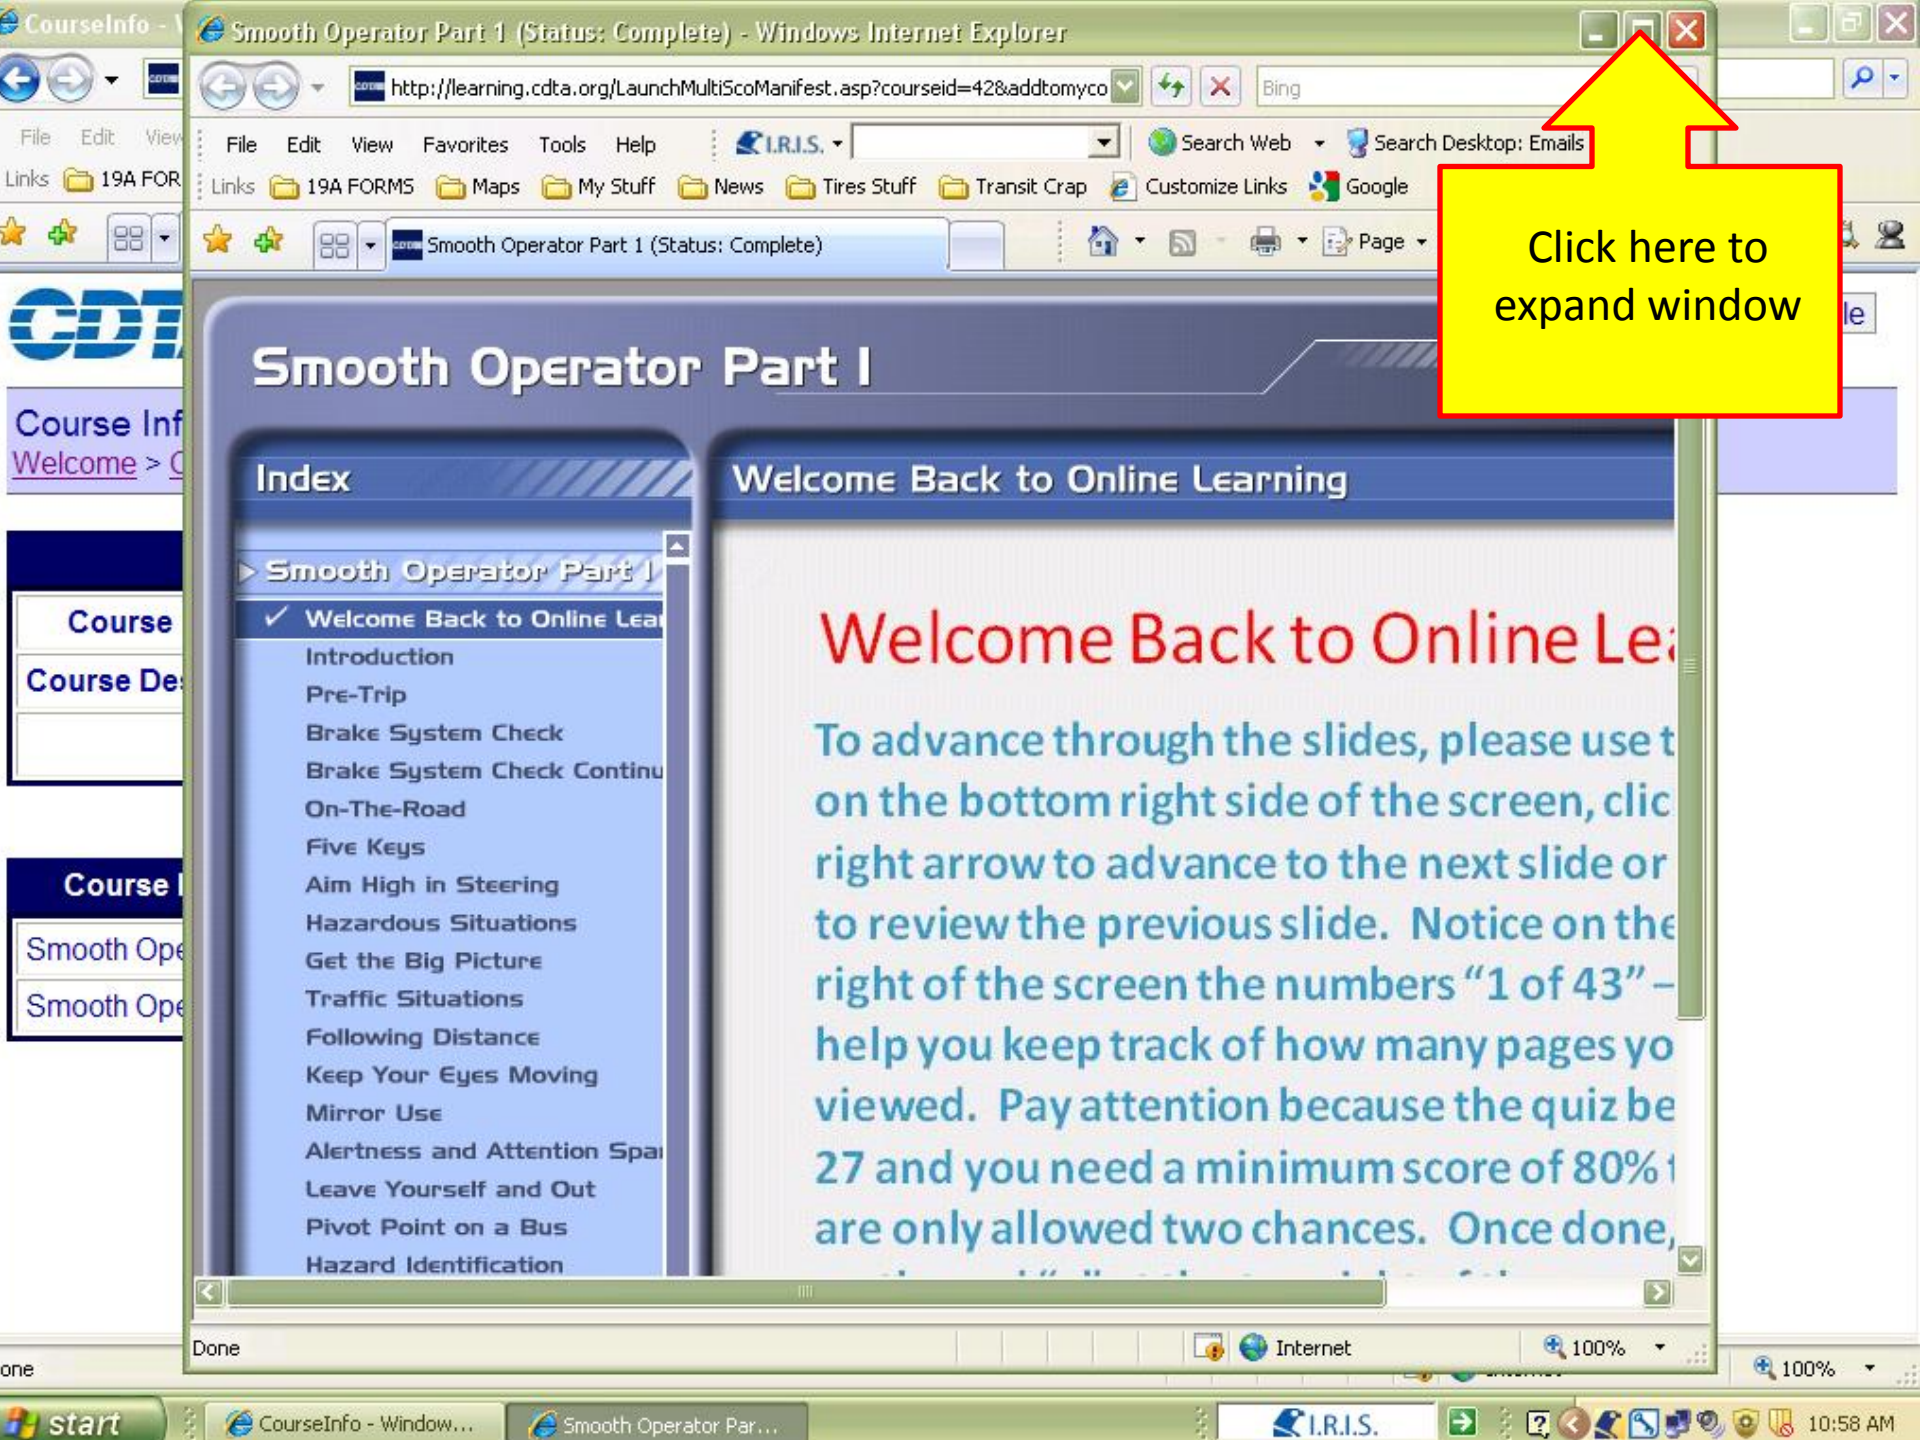 CourseInfo -
Smooth Operator Part 1 (Status: Complete) - Windows Internet Explorer
http://learning.cdta.org/LaunchMultiScoManifest.asp?courseid=42&addtomyco
Bing
File Edit View
File Edit View Favorites Tools Help
I.R.I.S.
Search Web
Search Desktop: Emails
Links 19A FOR
Links 19A FORMS Maps My Stuff News Tires Stuff Transit Crap Customize Links Google
Smooth Operator Part 1 (Status: Complete)
Page
Click here to
expand window
CDT
le
Smooth Operator Part I
Course Inf
Welcome > C
Index
Welcome Back to Online Learning
Smooth Operator Part I
Welcome Back to Online Lear
Introduction
Pre-Trip
Brake System Check
Brake System Check Continu
On-The-Road
Five Keys
Aim High in Steering
Hazardous Situations
Get the Big Picture
Traffic Situations
Following Distance
Keep Your Eyes Moving
Mirror Use
Alertness and Attention Span
Leave Yourself and Out
Pivot Point on a Bus
Hazard Identification
Course
Course Des
Course I
Smooth Ope
Smooth Ope
Welcome Back to Online Lea
To advance through the slides, please use t
on the bottom right side of the screen, clic
right arrow to advance to the next slide or
to review the previous slide. Notice on the
right of the screen the numbers “1 of 43” –
help you keep track of how many pages yo
viewed. Pay attention because the quiz be
27 and you need a minimum score of 80% t
are only allowed two chances. Once done,
Done
Internet
100%
one
100%
start
CourseInfo - Window...
Smooth Operator Par...
I.R.I.S.
10:58 AM